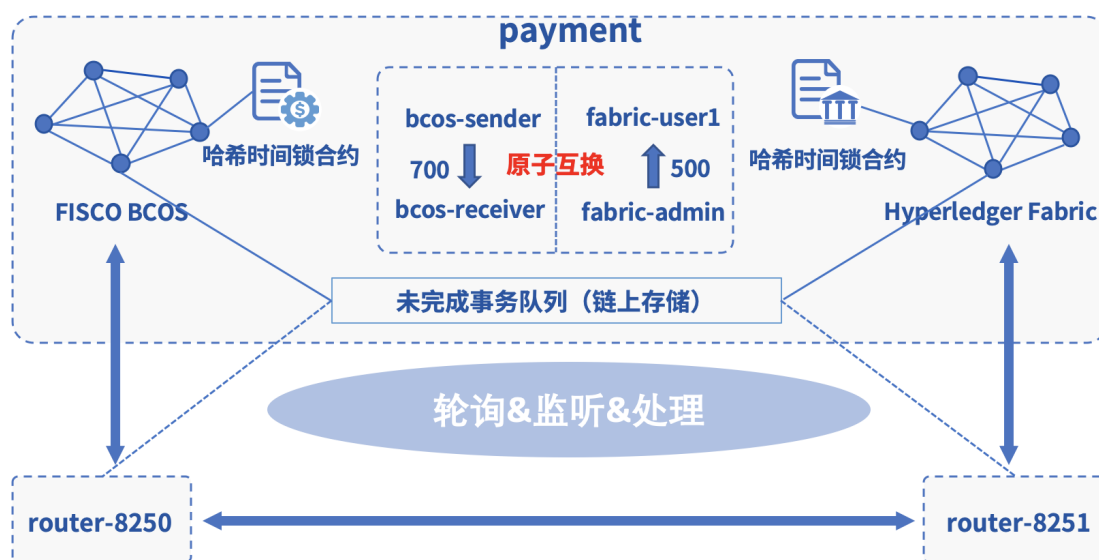 payment
bcos-sender
fabric-user1
哈希时间锁合约
700
原子互换
500
哈希时间锁合约
FISCO BCOS
bcos-receiver
fabric-admin
Hyperledger Fabric
未完成事务队列（链上存储）
轮询&监听&处理
router-8250
router-8251
$